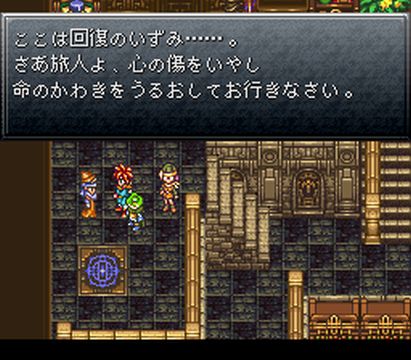 ここは回復のいずみ……。
さあ旅人よ、心の傷をいやし
命のかわきをうるおしてお行きなさい。